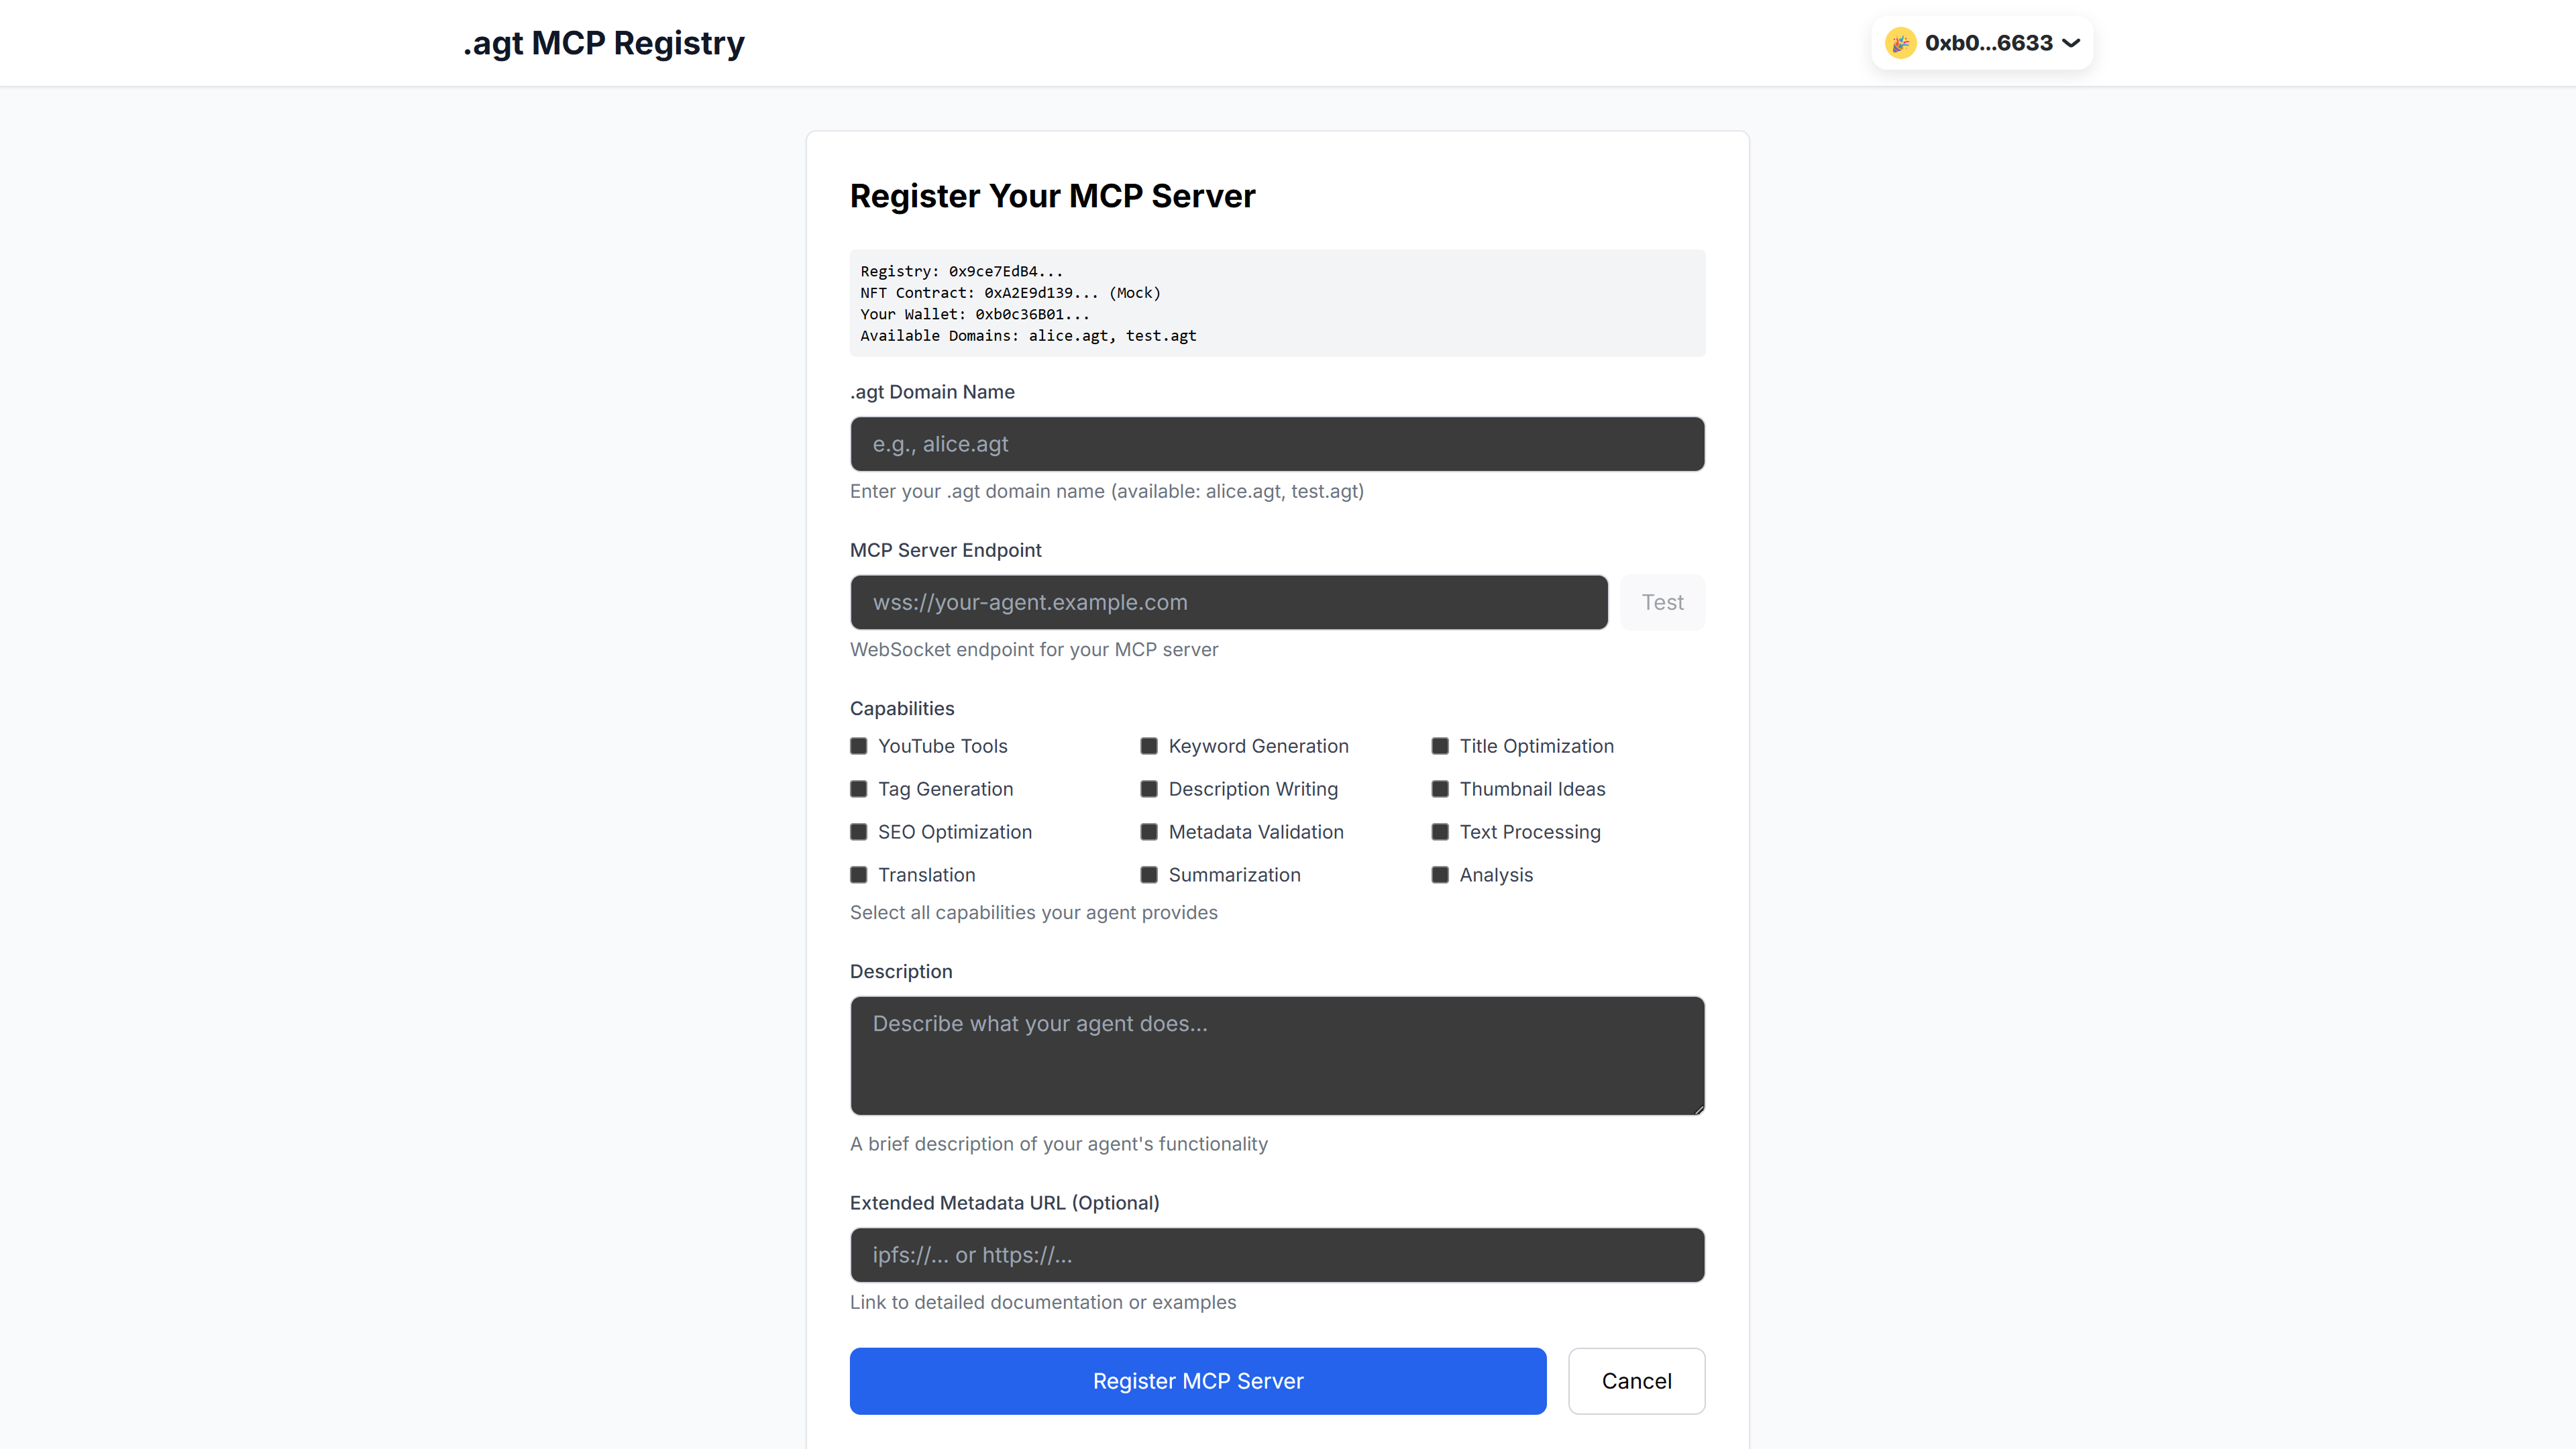 .agt MCP Registry
0xb0...6633
Register Your MCP Server
Registry: 0x9ce7EdB4...
NFT Contract: 0xA2E9d139... (Mock)
Your Wallet: 0xb0c36B01...
Available Domains: alice.agt, test.agt
.agt Domain Name
e.g., alice.agt
Enter your .agt domain name (available: alice.agt, test.agt)
MCP Server Endpoint
wss://your-agent.example.com
Test
WebSocket endpoint for your MCP server
Capabilities
YouTube Tools
Keyword Generation
Title Optimization
Tag Generation
Description Writing
Thumbnail Ideas
SEO Optimization
Metadata Validation
Text Processing
Translation
Summarization
Analysis
Select all capabilities your agent provides
Description
Describe what your agent does...
A brief description of your agent's functionality
Extended Metadata URL (Optional)
ipfs://... or https://...
Link to detailed documentation or examples
Register MCP Server
Cancel